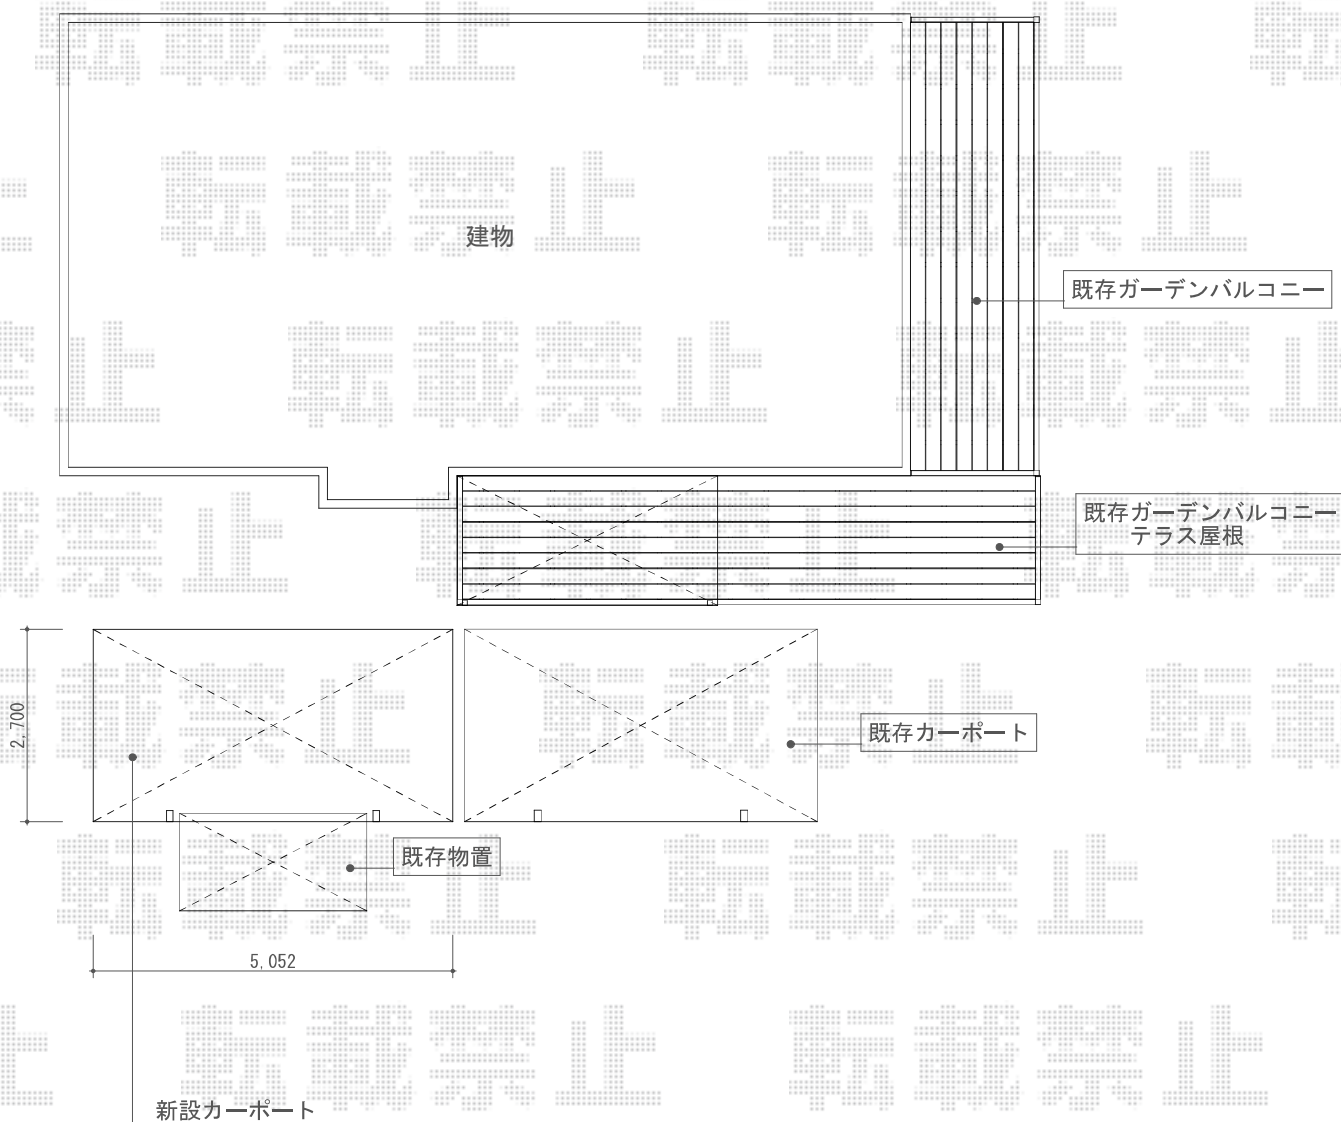 建物
既存ガーデンバルコニー
既存ガーデンバルコニー
テラス屋根
2,700
既存カーポート
既存物置
5,052
新設カーポート
転載禁止